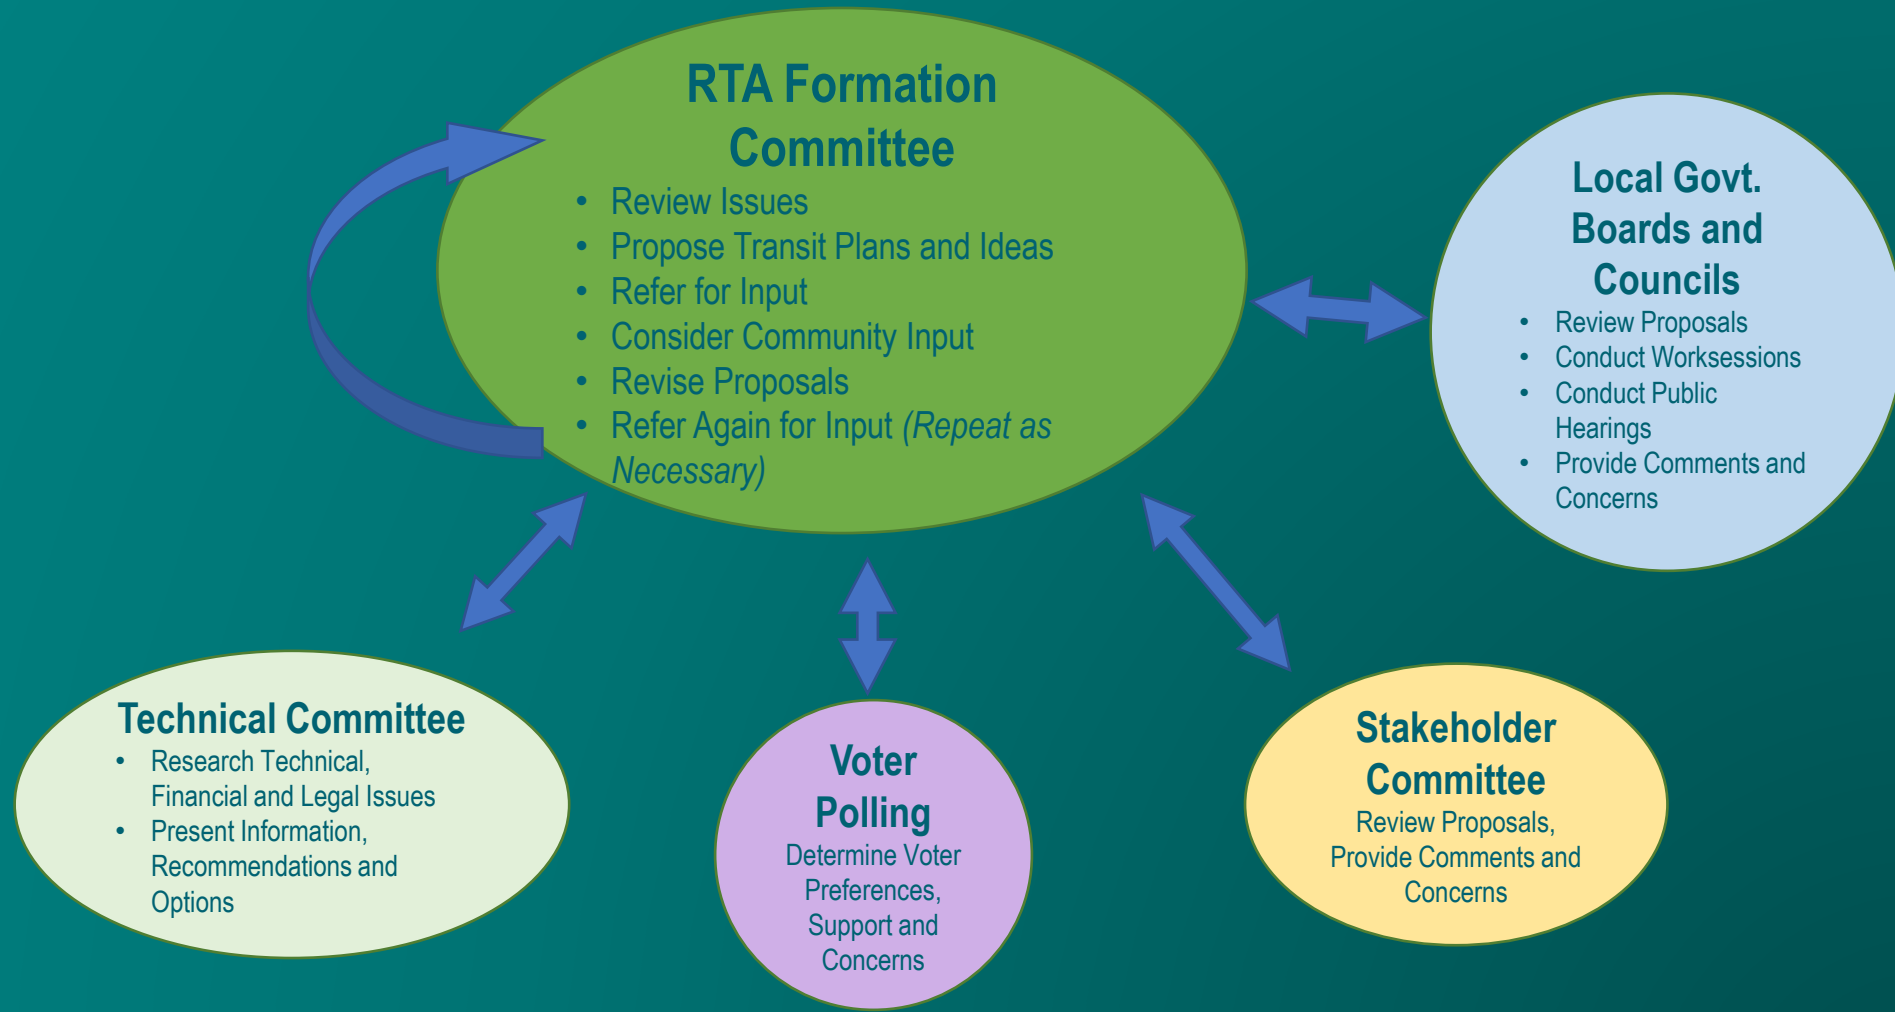 RTA Formation
Committee
• Review Issues
• Propose Transit Plans and Ideas
• Refer for Input
• Consider Community Input
• Revise Proposals
• Refer Again for Input (Repeat as
Necessary)
Local Govt.
Boards and
Councils
• Review Proposals
• Conduct Worksessions
• Conduct Public
Hearings
• Provide Comments and
Concerns
Technical Committee
• Research Technical,
Financial and Legal Issues
• Present Information,
Recommendations and
Options
Voter
Polling
Determine Voter
Preferences,
Support and
Concerns
Stakeholder
Committee
Review Proposals,
Provide Comments and
Concerns